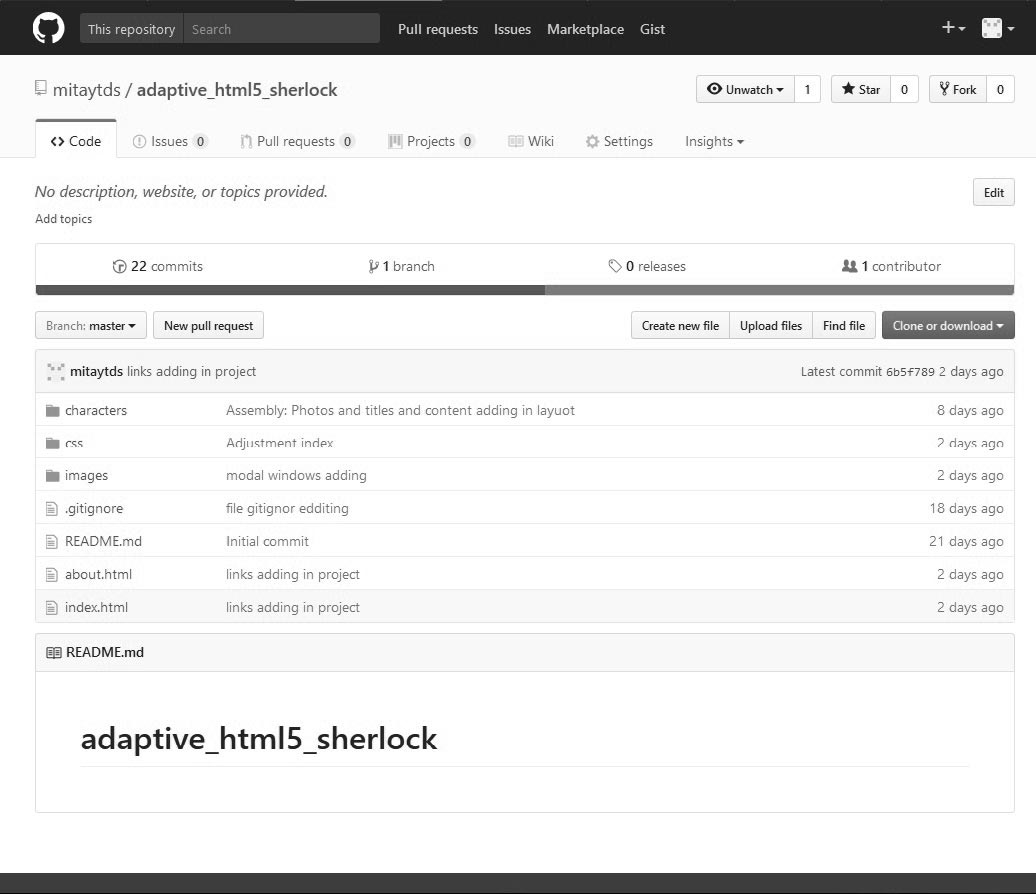 This repository Search Pull requests Issues Marketplace Gist
mitaytds / adaptive_html5_sherlock Unwatch 1 Star 0 Fork 0
Code Issues 0 Pull requests 0 Projects 0 Wiki Settings Insights
No description, website, or topics provided. Edit
Add topics
22 commits 1 branch 0 releases 1 contributor
Branch: master New pull request Create new file Upload files Find file Clone or download
mitaytds links adding in project Latest commit 6b5f789 2 days ago
characters Assembly: Photos and titles and content adding in layuot 8 days ago
css Adjustment index 2 days ago
images modal windows adding 2 days ago
.gitignore file gitignor edditing 18 days ago
README.md Initial commit 21 days ago
about.html links adding in project 2 days ago
index.html links adding in project 2 days ago
README.md
adaptive_html5_sherlock